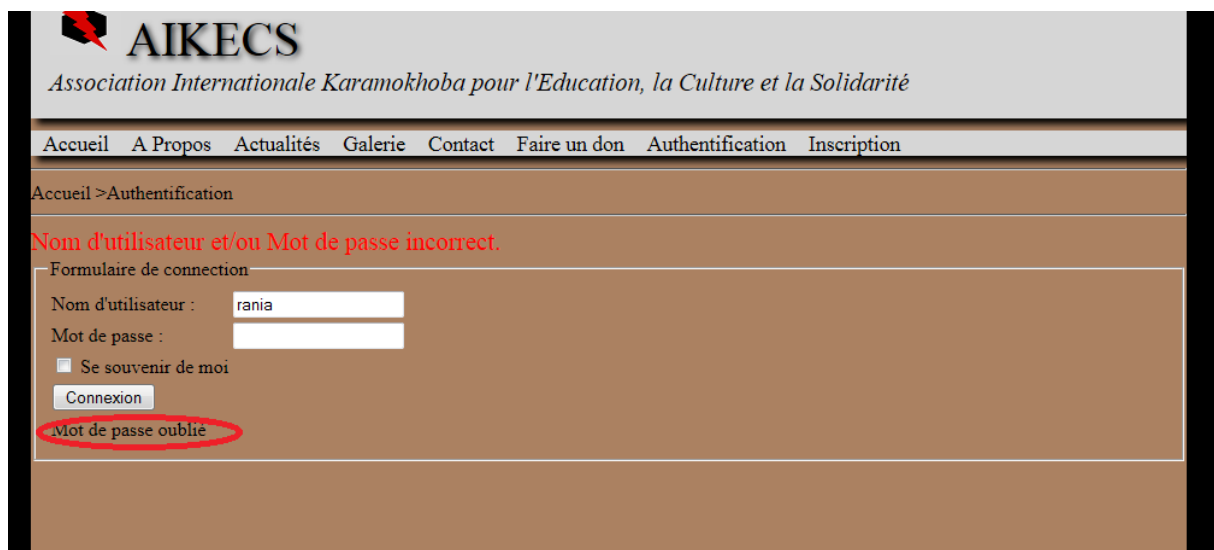 AIKECS
Association Internationale Karamokhoba pour l'Education, la Culture et la Solidarité
Accueil A Propos Actualités Galerie Contact Faire un don Authentification Inscription
Accueil >Authentification
Nom d'utilisateur et/ou Mot de passe incorrect.
Formulaire de connection
Nom d'utilisateur : rania
Mot de passe :
Se souvenir de moi
Connexion
Mot de passe oublié